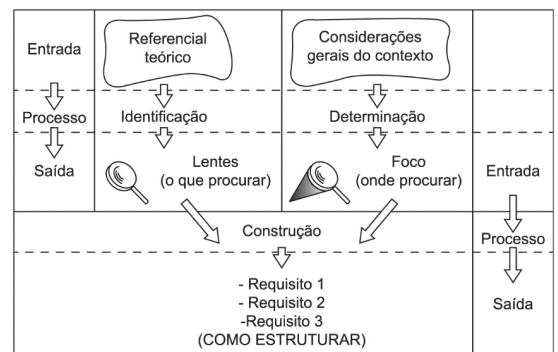 Entrada
Referencial
teórico
Considerações
gerais do contexto
Processo
Identificação
Determinação
Saída
Lentes
(o que procurar)
Foco
(onde procurar)
Entrada
Construção
Processo
- Requisito 1
- Requisito 2
-Requisito 3
(COMO ESTRUTURAR)
Saída